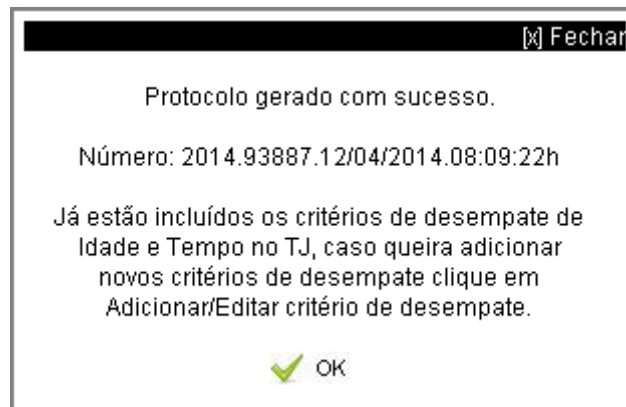 [x] Fechar
Protocolo gerado com sucesso.
Número: 2014.93887.12/04/2014.08:09:22h
Já estão incluídos os critérios de desempate de
Idade e Tempo no TJ, caso queira adicionar
novos critérios de desempate clique em
Adicionar/Editar critério de desempate.
OK